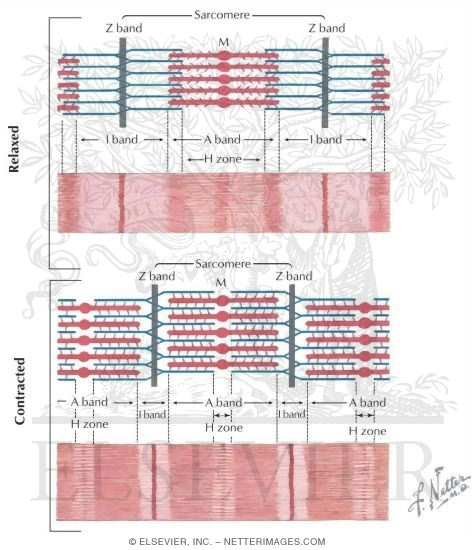 Sarcomere
Z band
M
Z band
Relaxed
I band
A band
I band
H zone
Sarcomere
Z band
M
Z band
Contracted
A band
I band
A band
I band
A band
H zone
H zone
H zone
ELSEVIER
F. Netter
M.D.
© ELSEVIER, INC. – NETTERIMAGES.COM